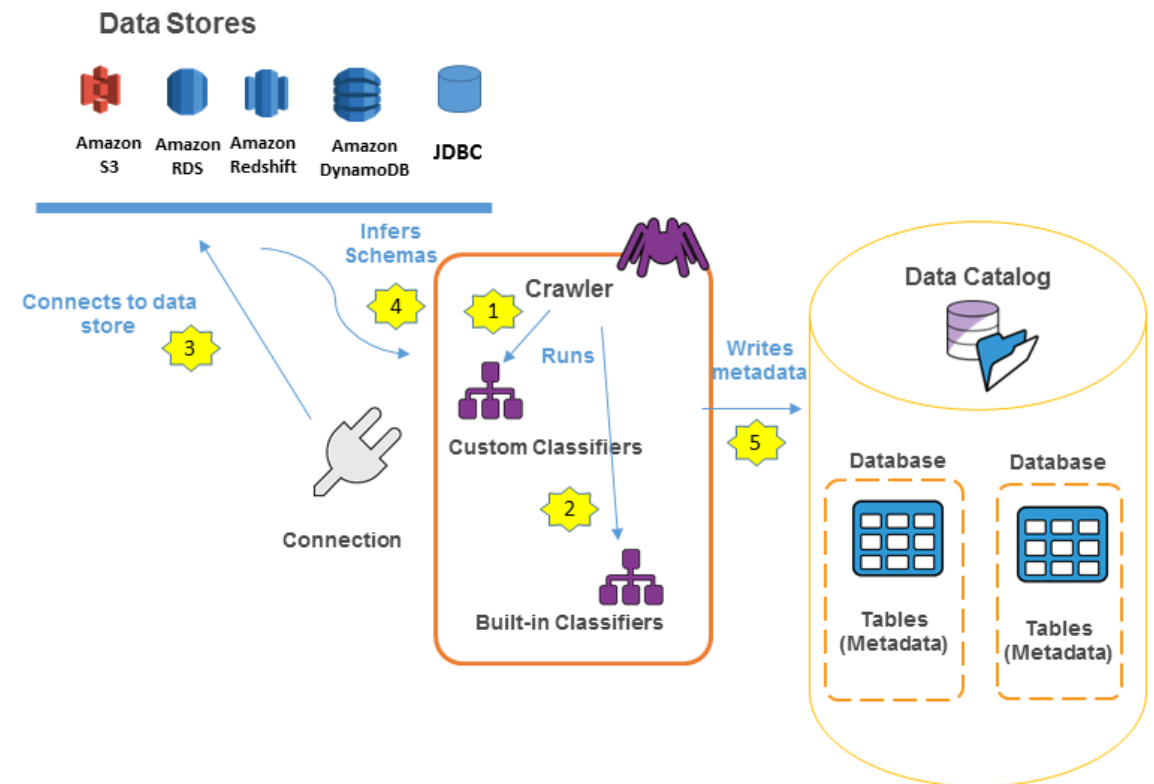 Data Stores
Amazon
S3
Amazon
RDS
Amazon
Redshift
Amazon
DynamoDB
JDBC
Infers
Schemas
4
Connects to data
store
3
Connection
Crawler
1
Runs
Custom Classifiers
2
Built-in Classifiers
Writes
metadata
5
Data Catalog
Database
Tables
(Metadata)
Database
Tables
(Metadata)